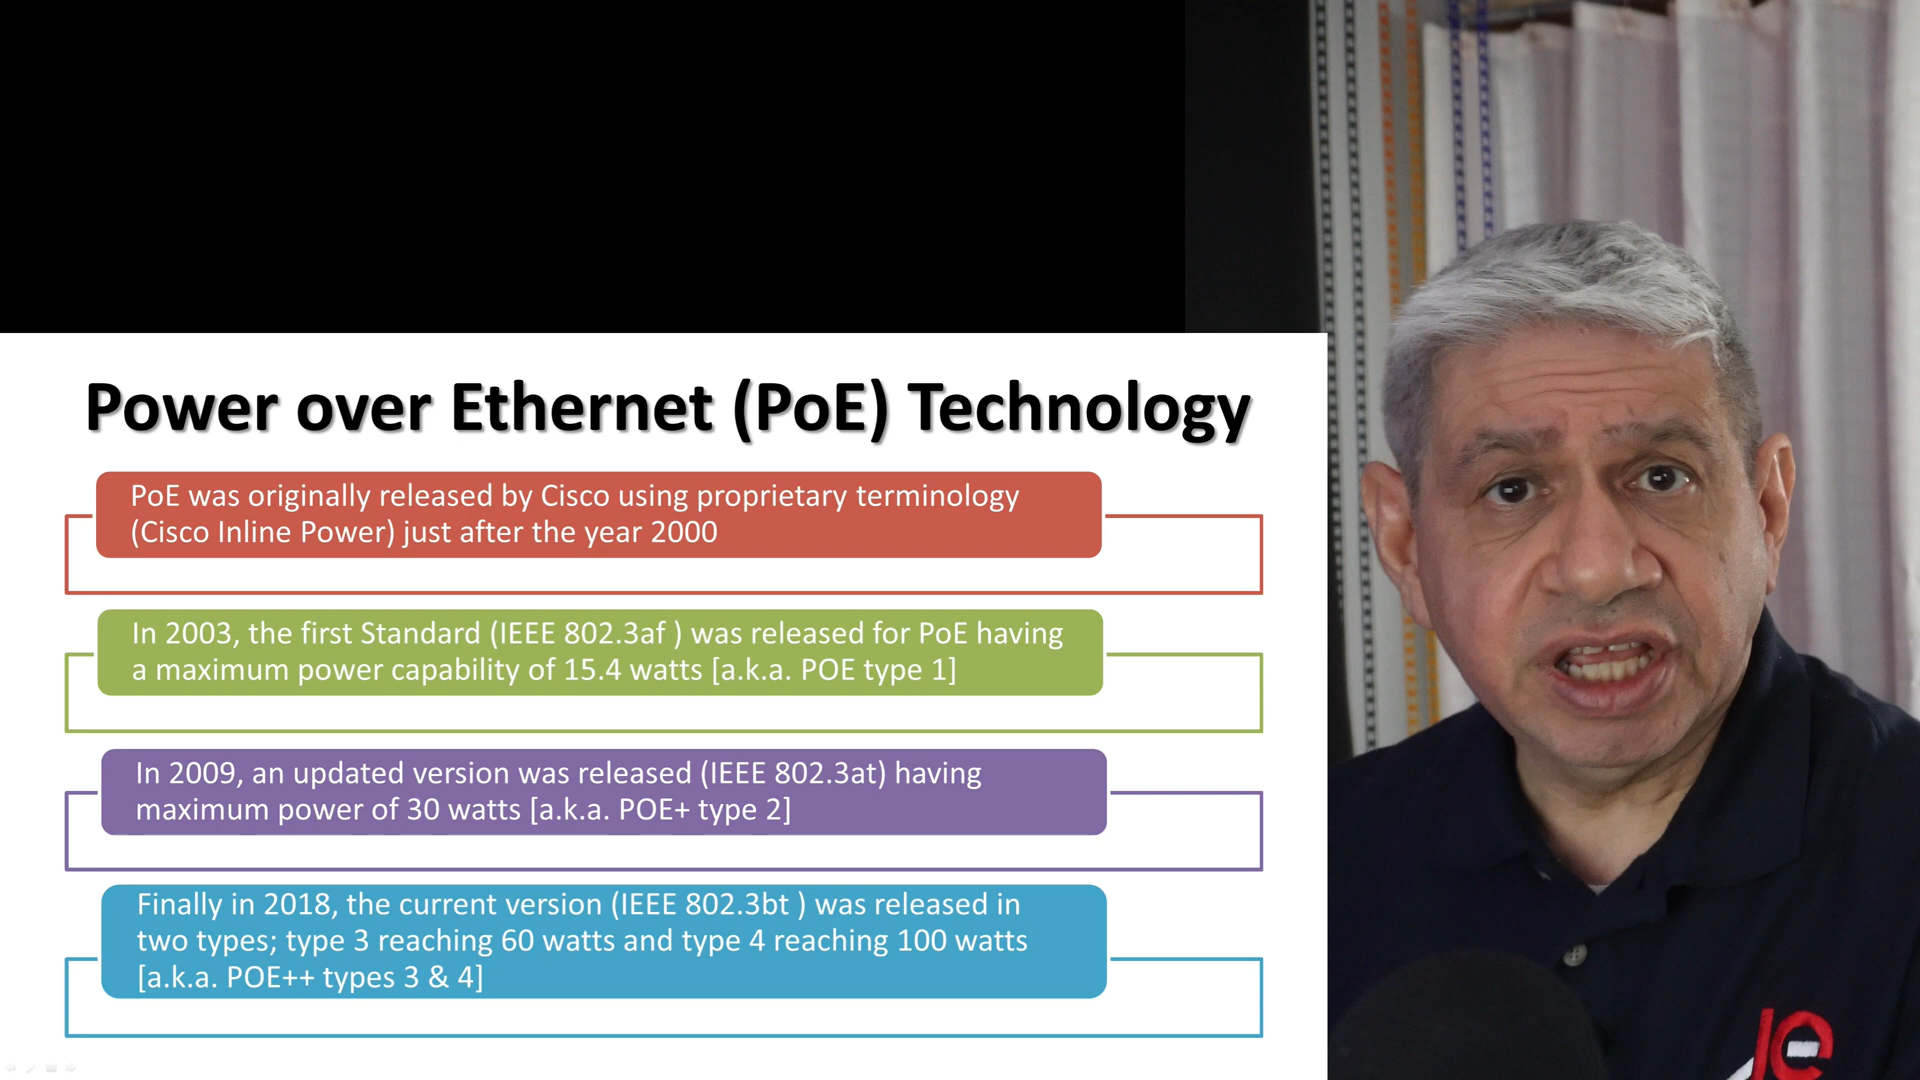 Power over Ethernet (PoE) Technology
PoE was originally released by Cisco using proprietary terminology
(Cisco Inline Power) just after the year 2000
In 2003, the first Standard (IEEE 802.3af ) was released for PoE having
a maximum power capability of 15.4 watts [a.k.a. POE type 1]
In 2009, an updated version was released (IEEE 802.3at) having
maximum power of 30 watts [a.k.a. POE+ type 2]
Finally in 2018, the current version (IEEE 802.3bt ) was released in
two types; type 3 reaching 60 watts and type 4 reaching 100 watts
[a.k.a. POE++ types 3 & 4]